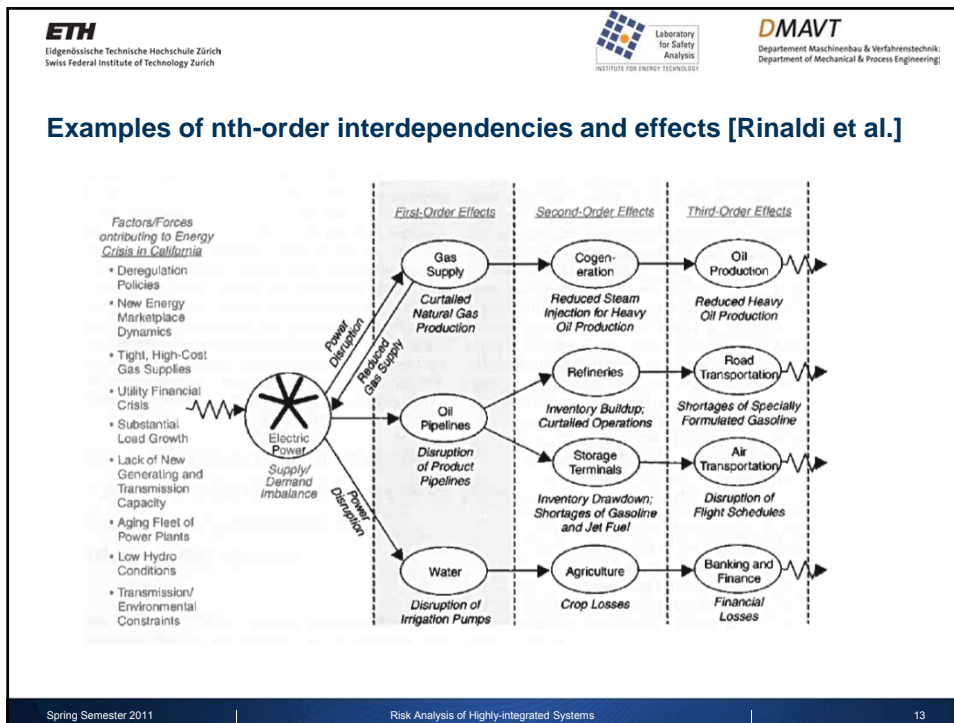 ETH
Eidgenössische Technische Hochschule Zürich
Swiss Federal Institute of Technology Zurich
Laboratory
for Safety
Analysis
INSTITUTE FOR ENERGY TECHNOLOGY
DMAVT
Departement Maschinenbau & Verfahrenstechnik
Department of Mechanical & Process Engineering
Examples of nth-order interdependencies and effects [Rinaldi et al.]
Factors/Forces
ontributing to Energy
Crisis in California
• Deregulation
Policies
• New Energy
Marketplace
Dynamics
• Tight, High-Cost
Gas Supplies
• Utility Financial
Crisis
• Substantial
Load Growth
• Lack of New
Generating and
Transmission
Capacity
• Aging Fleet of
Power Plants
• Low Hydro
Conditions
• Transmission/
Environmental
Constraints
Electric
Power
Supply/
Demand
Imbalance
Power
Disruption
Reduced
Gas Supply
Power
Disruption
First-Order Effects
Gas
Supply
Curtailed
Natural Gas
Production
Oil
Pipelines
Disruption
of Product
Pipelines
Water
Disruption of
Irrigation Pumps
Second-Order Effects
Cogen-
eration
Reduced Steam
Injection for Heavy
Oil Production
Refineries
Inventory Buildup;
Curtailed Operations
Storage
Terminals
Inventory Drawdown;
Shortages of Gasoline
and Jet Fuel
Agriculture
Crop Losses
Third-Order Effects
Oil
Production
Reduced Heavy
Oil Production
Road
Transportation
Shortages of Specially
Formulated Gasoline
Air
Transportation
Disruption of
Flight Schedules
Banking and
Finance
Financial
Losses
Spring Semester 2011
Risk Analysis of Highly-integrated Systems
13